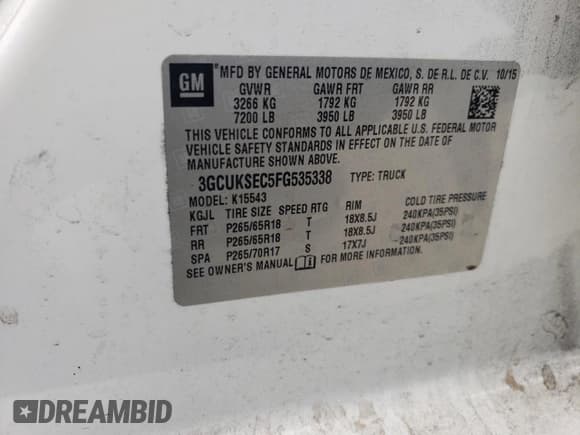 GM
MFD BY GENERAL MOTORS DE MEXICO, S. DE R.L. DE C.V. 10/15
GVWR GAWR FRT GAWR RR
3266 KG 1792 KG 1792 KG
7200 LB 3950 LB 3950 LB
THIS VEHICLE CONFORMS TO ALL APPLICABLE U.S. FEDERAL MOTOR
VEHICLE SAFETY STANDARDS IN EFFECT ON THE DATE OF
MANUFACTURE SHOWN ABOVE.
3GCUKSEC5FG535338 TYPE: TRUCK
MODEL: K15543
KGJL TIRE SIZE SPEED RTG RIM COLD TIRE PRESSURE
FRT P265/65R18 T 18X8.5J 240KPA(35PSI)
RR P265/65R18 T 18X8.5J 240KPA(35PSI)
SPA P265/70R17 S 17X7J 240KPA(35PSI)
SEE OWNER'S MANUAL FOR MORE INFORMATION.
DREAMBID